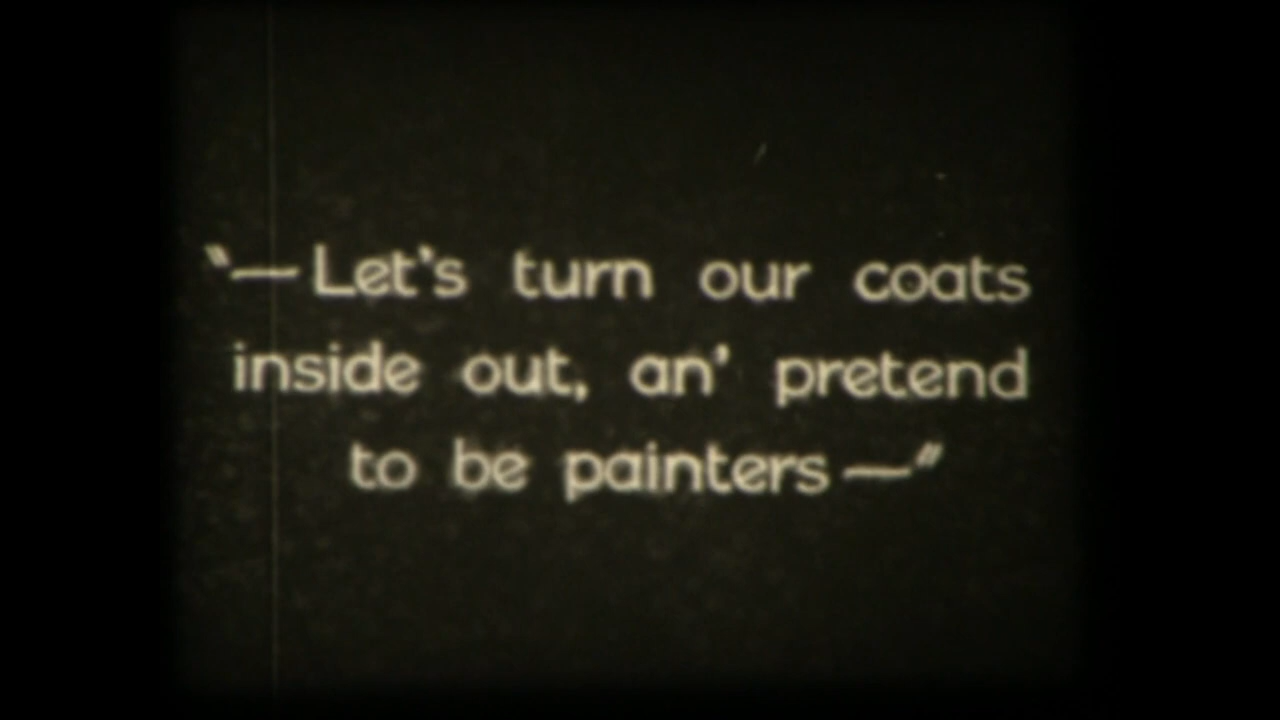 “—Let's turn our coats
inside out, an' pretend
to be painters—”